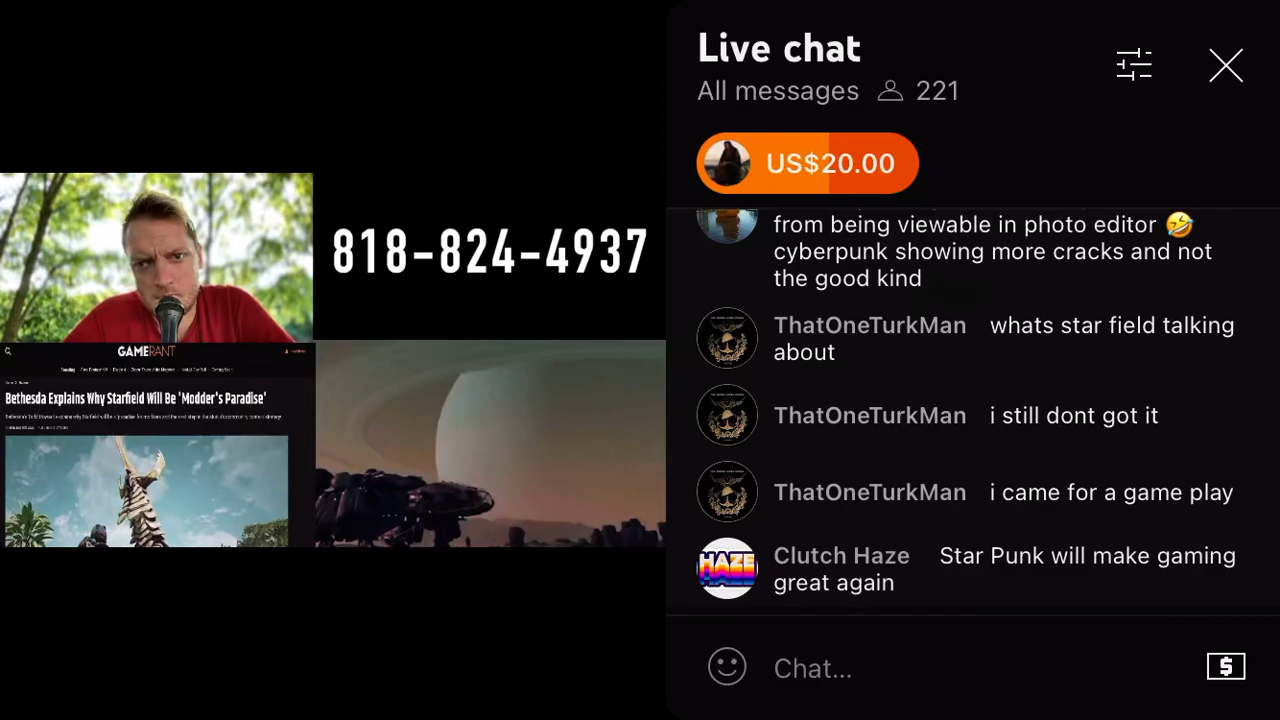 818-824-4937
GAMERANT
Bethesda Explains Why Starfield Will Be 'Modder's Paradise'
Live chat
All messages 221
US$20.00
from being viewable in photo editor 🤣
cyberpunk showing more cracks and not
the good kind
ThatOneTurkMan whats star field talking
about
ThatOneTurkMan i still dont got it
ThatOneTurkMan i came for a game play
HAZE
Clutch Haze Star Punk will make gaming
great again
Chat...